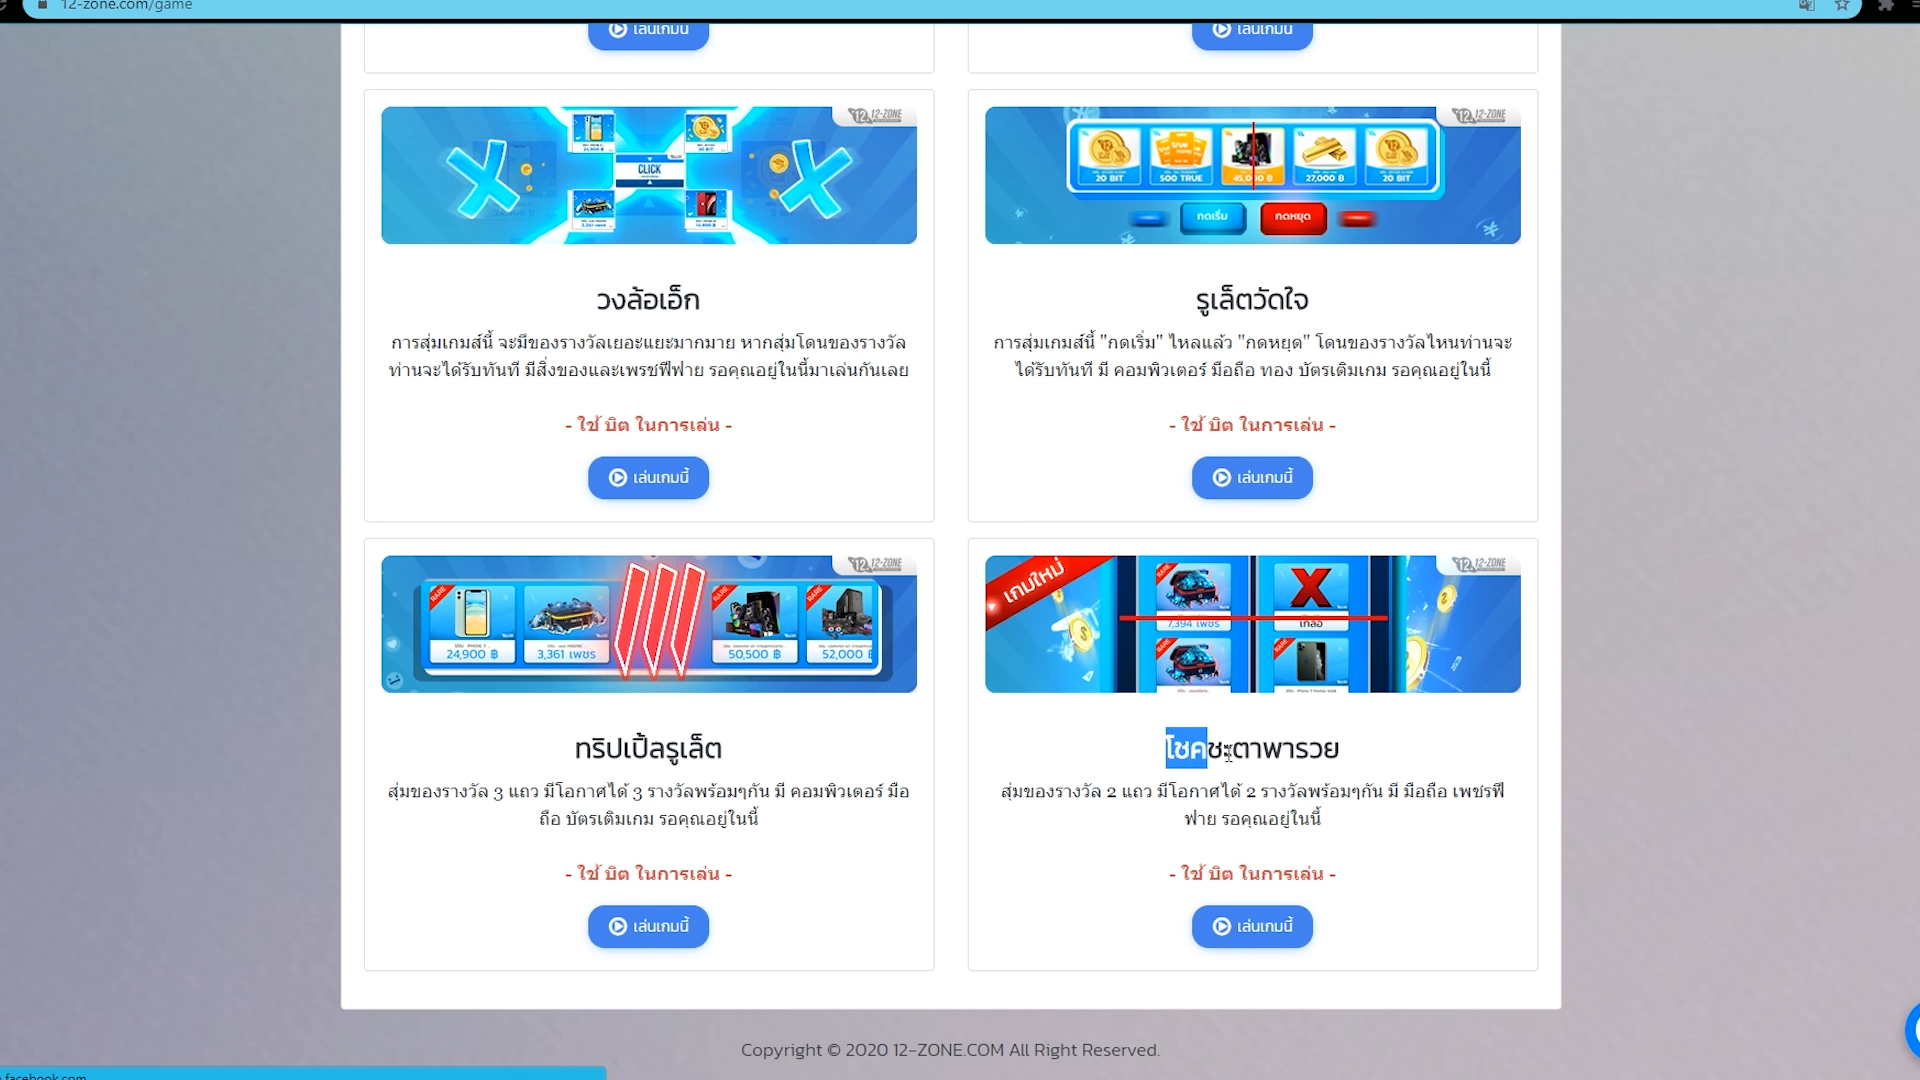 12-zone.com/game
เล่นเกมนี้
เล่นเกมนี้
12-ZONE
CLICK
12-ZONE
20 BIT
500 TRUE
45,000 ฿
27,000 ฿
20 BIT
กดเริ่ม
กดหยุด
วงล้อเอ็ก
การสุ่มเกมส์นี้ จะมีของรางวัลเยอะแยะมากมาย หากสุ่มโดนของรางวัล
ท่านจะได้รับทันที มีสิ่งของและเพรชฟีฟาย รอคุณอยู่ในนี้มาเล่นกันเลย
- ใช้ บิต ในการเล่น -
เล่นเกมนี้
รูเล็ตวัดใจ
การสุ่มเกมส์นี้ "กดเริ่ม" ไหลแล้ว "กดหยุด" โดนของรางวัลไหนท่านจะ
ได้รับทันที มี คอมพิวเตอร์ มือถือ ทอง บัตรเติมเกม รอคุณอยู่ในนี้
- ใช้ บิต ในการเล่น -
เล่นเกมนี้
12-ZONE
RARE
24,900 ฿
3,361 เพชร
RARE
50,500 ฿
RARE
52,000 ฿
12-ZONE
เกมใหม่
RARE
7,394 เพชร
เกลือ
RARE
RARE
ทริปเปิ้ลรูเล็ต
สุ่มของรางวัล 3 แถว มีโอกาศได้ 3 รางวัลพร้อมๆกัน มี คอมพิวเตอร์ มือ
ถือ บัตรเติมเกม รอคุณอยู่ในนี้
- ใช้ บิต ในการเล่น -
เล่นเกมนี้
โชคชะตาพารวย
สุ่มของรางวัล 2 แถว มีโอกาศได้ 2 รางวัลพร้อมๆกัน มี มือถือ เพชรฟี
ฟาย รอคุณอยู่ในนี้
- ใช้ บิต ในการเล่น -
เล่นเกมนี้
Copyright © 2020 12-ZONE.COM All Right Reserved.
.facebook.com